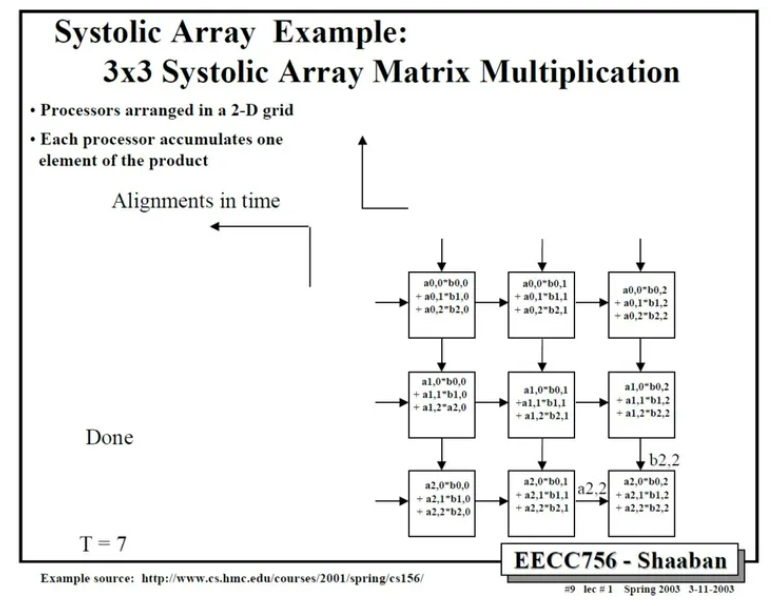 Systolic Array Example:
3x3 Systolic Array Matrix Multiplication
• Processors arranged in a 2-D grid
• Each processor accumulates one
element of the product
Alignments in time
a0,0*b0,0
+ a0,1*b1,0
+ a0,2*b2,0
a0,0*b0,1
+ a0,1*b1,1
+ a0,2*b2,1
a0,0*b0,2
+ a0,1*b1,2
+ a0,2*b2,2
a1,0*b0,0
+ a1,1*b1,0
+ a1,2*a2,0
a1,0*b0,1
+a1,1*b1,1
+ a1,2*b2,1
a1,0*b0,2
+ a1,1*b1,2
+ a1,2*b2,2
Done
b2,2
a2,0*b0,0
+ a2,1*b1,0
+ a2,2*b2,0
a2,0*b0,1
+ a2,1*b1,1
+ a2,2*b2,1
a2,2
a2,0*b0,2
+ a2,1*b1,2
+ a2,2*b2,2
T = 7
EECC756 - Shaaban
Example source: http://www.cs.hmc.edu/courses/2001/spring/cs156/
#9 lec # 1 Spring 2003 3-11-2003